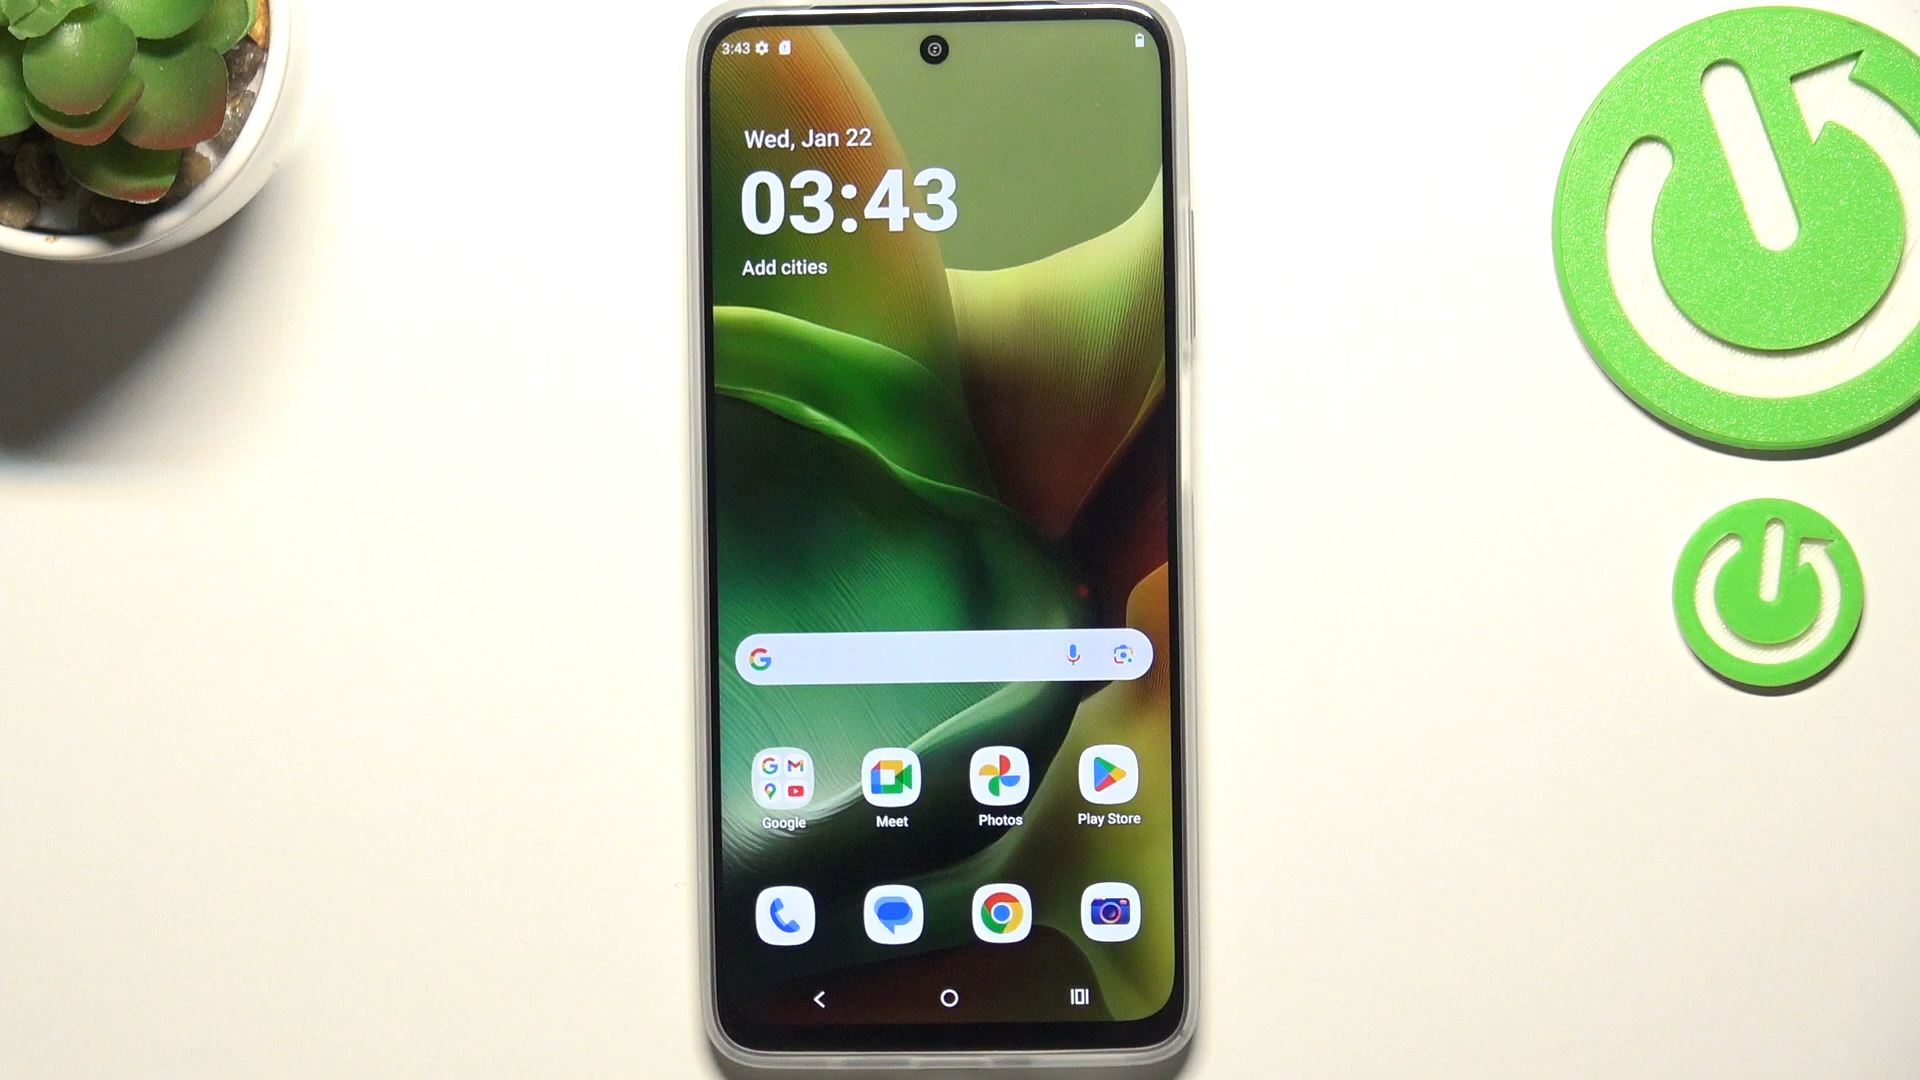 3:43
Wed, Jan 22
03:43
Add cities
Google
Meet
Photos
Play Store